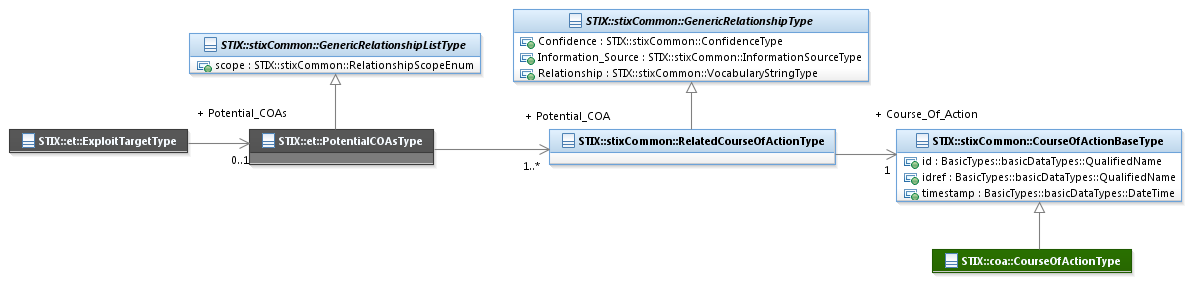 STIX::stixCommon::GenericRelationshipType
Confidence : STIX::stixCommon::ConfidenceType
Information_Source : STIX::stixCommon::InformationSourceType
Relationship : STIX::stixCommon::VocabularyStringType
STIX::stixCommon::GenericRelationshipListType
scope : STIX::stixCommon::RelationshipScopeEnum
+ Potential_COAs
+ Potential_COA
+ Course_Of_Action
STIX::et::ExploitTargetType
0..1
STIX::et::PotentialCOAsType
1..*
STIX::stixCommon::RelatedCourseOfActionType
1
STIX::stixCommon::CourseOfActionBaseType
id : BasicTypes::basicDataTypes::QualifiedName
idref : BasicTypes::basicDataTypes::QualifiedName
timestamp : BasicTypes::basicDataTypes::DateTime
STIX::coa::CourseOfActionType